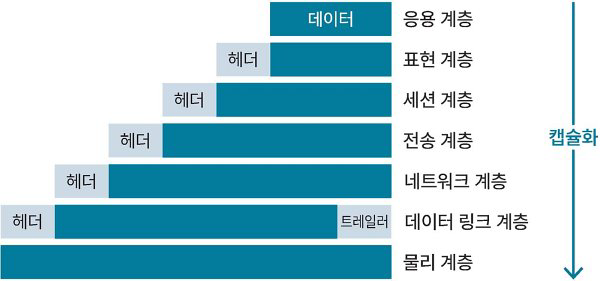 데이터 응용 계층
헤더 표현 계층
헤더 세션 계층
헤더 전송 계층
캡슐화
헤더 네트워크 계층
헤더 트레일러 데이터 링크 계층
물리 계층